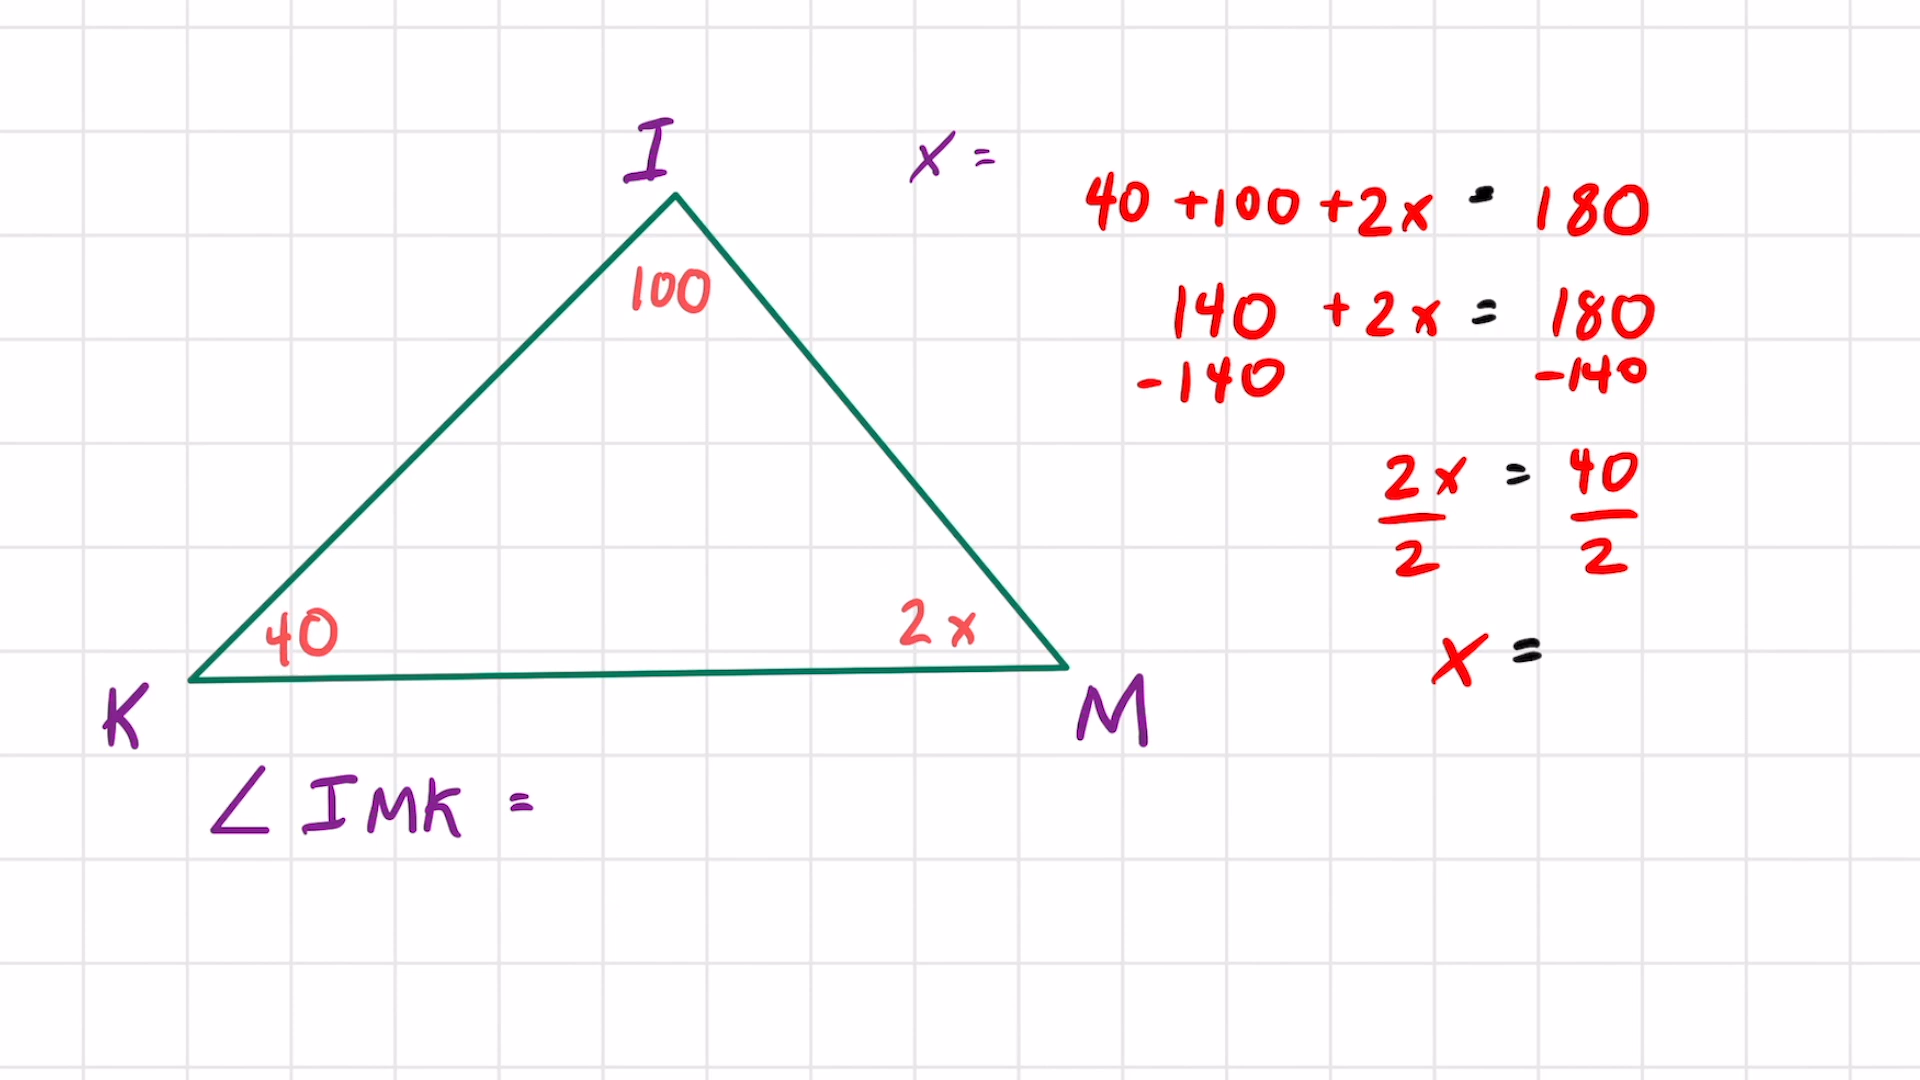 I
x =
40 + 100 + 2x = 180
100
140 + 2x = 180
-140 -140
2x = 40
2 2
40
2x
x =
K
M
∠ IMK =